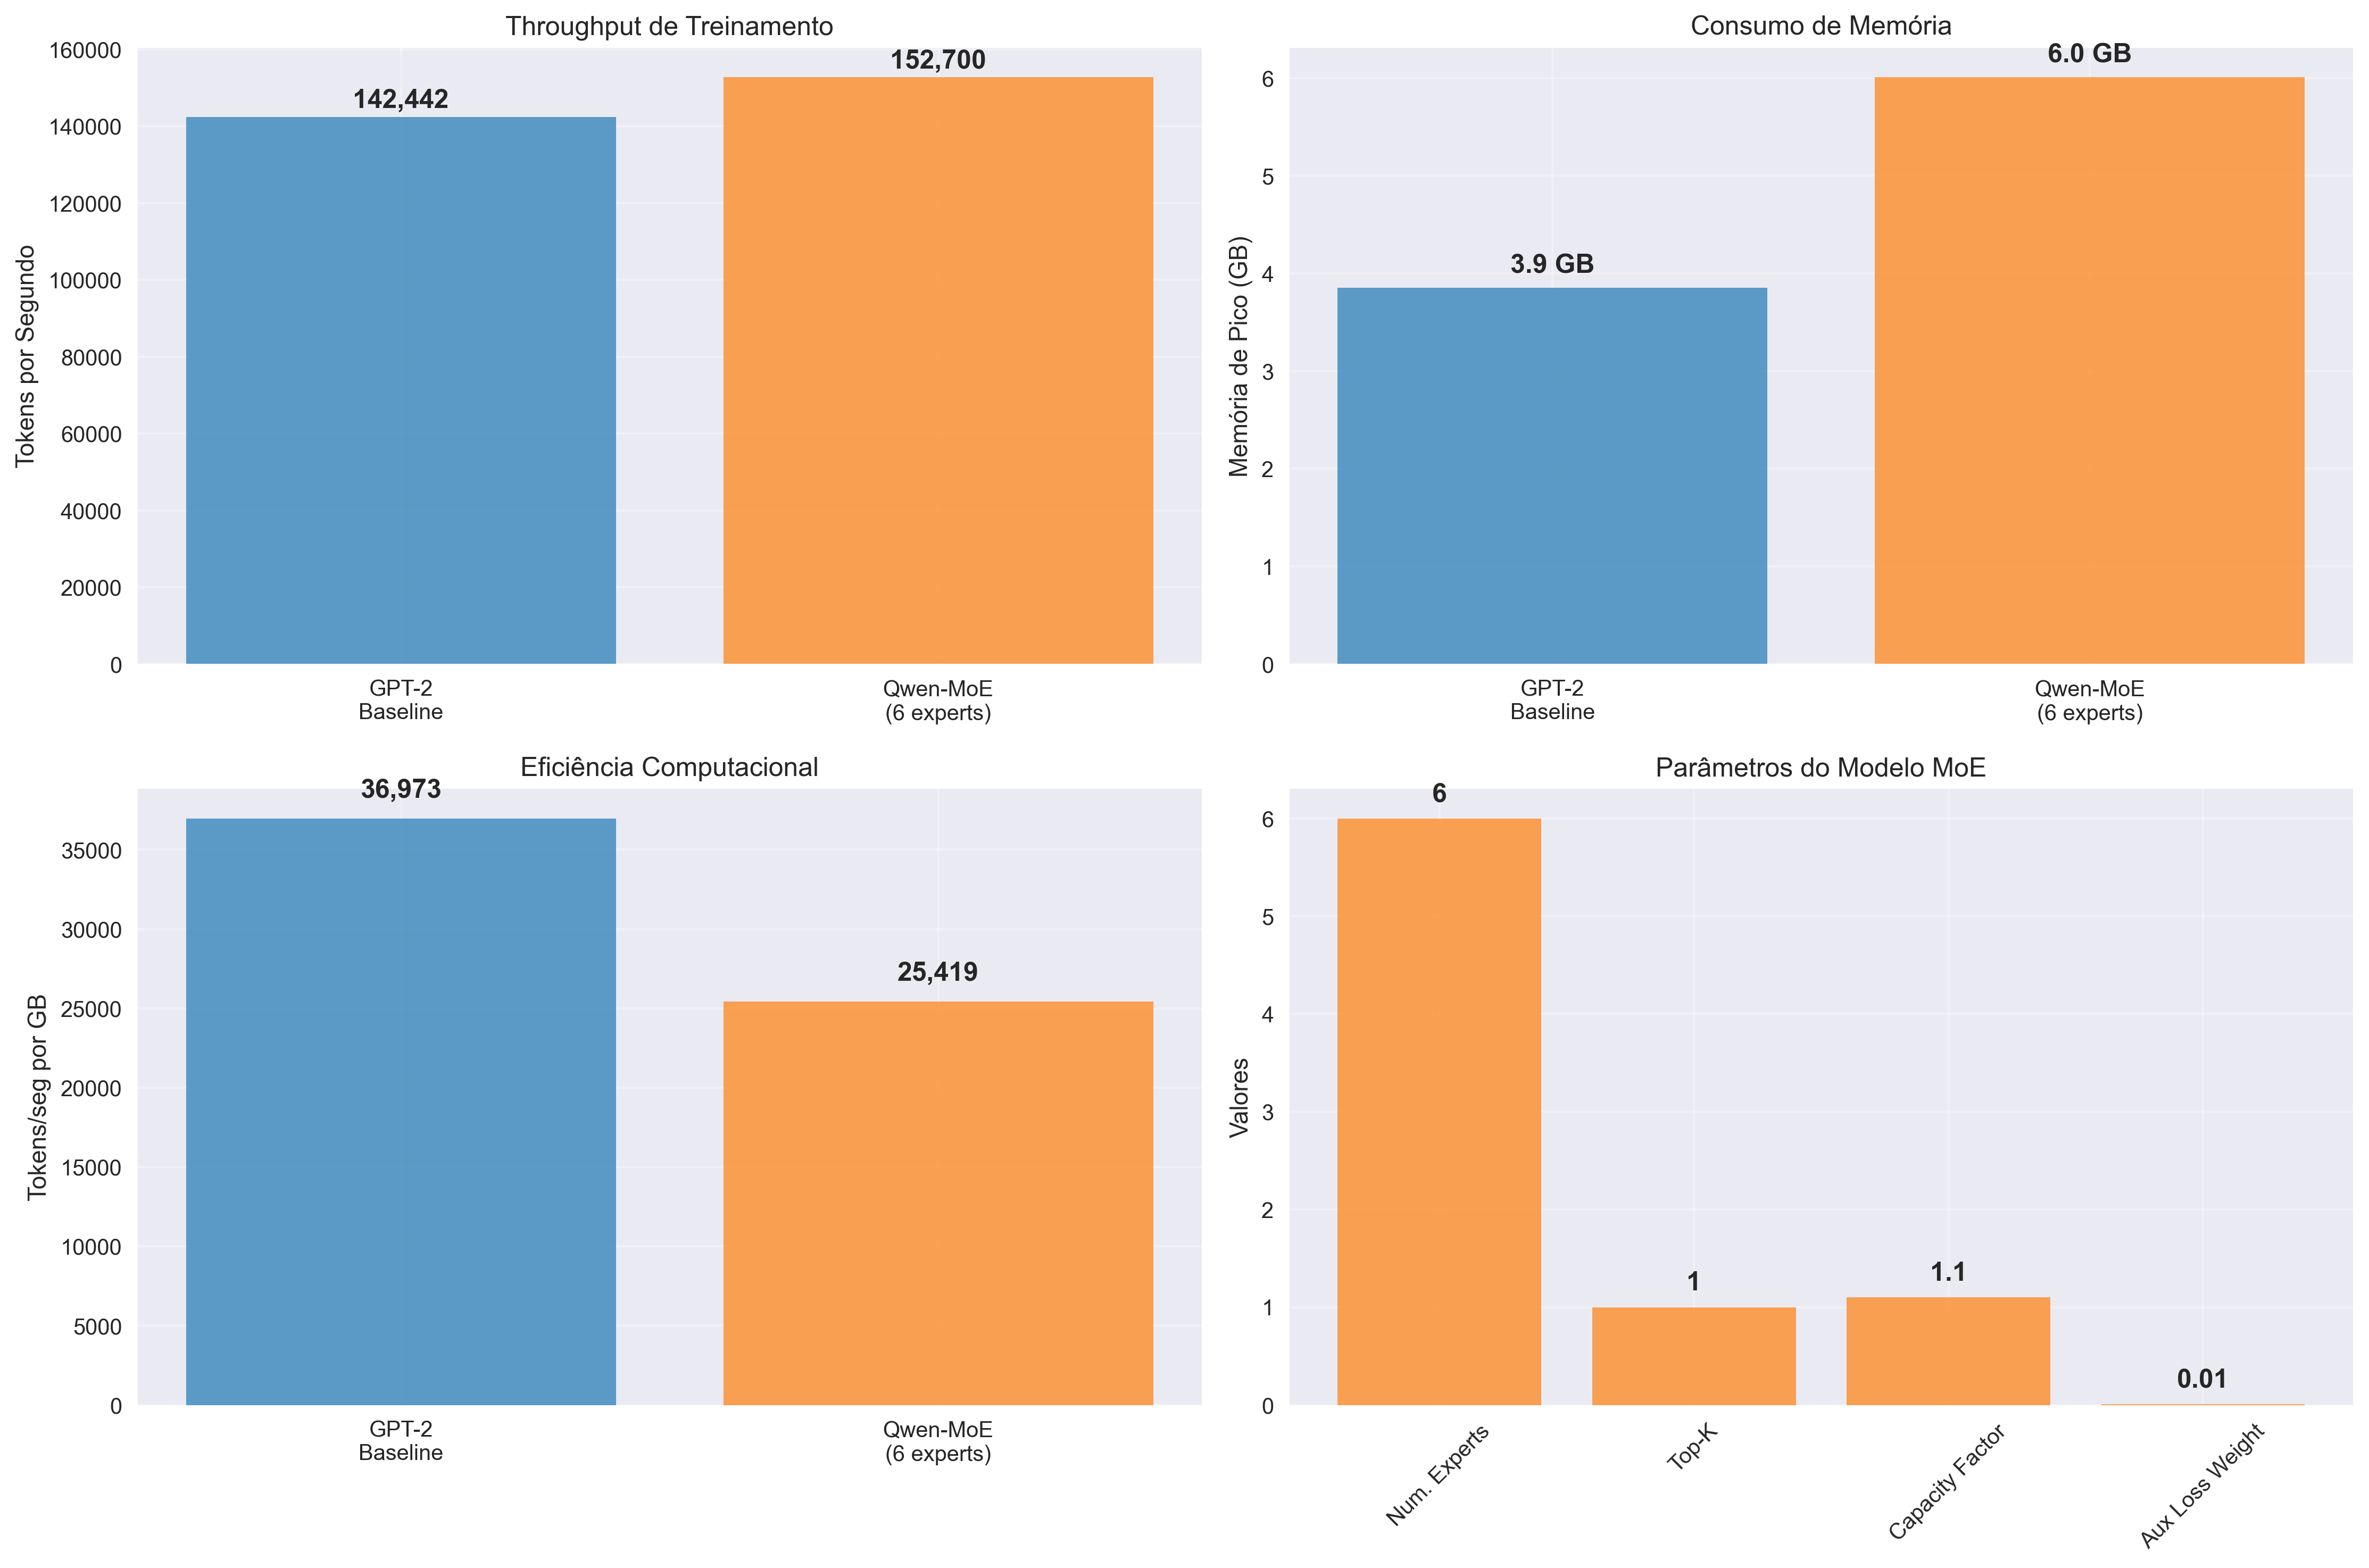 Throughput de Treinamento
Tokens por Segundo
160000
140000
120000
100000
80000
60000
40000
20000
0
142,442
152,700
GPT-2
Baseline
Qwen-MoE
(6 experts)
Consumo de Memória
Memória de Pico (GB)
6
5
4
3
2
1
0
3.9 GB
6.0 GB
GPT-2
Baseline
Qwen-MoE
(6 experts)
Eficiência Computacional
Tokens/seg por GB
35000
30000
25000
20000
15000
10000
5000
0
36,973
25,419
GPT-2
Baseline
Qwen-MoE
(6 experts)
Parâmetros do Modelo MoE
Valores
6
5
4
3
2
1
0
6
1
1.1
0.01
Num. Experts
Top-K
Capacity Factor
Aux Loss Weight